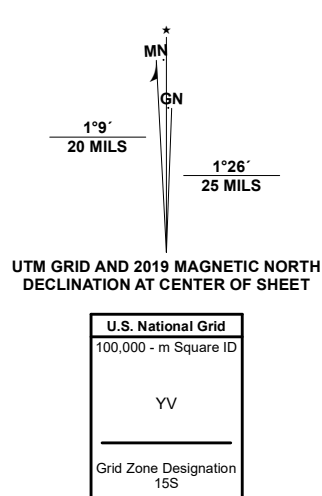 ★
MN
GN
1°9´
20 MILS
1°26´
25 MILS
UTM GRID AND 2019 MAGNETIC NORTH
DECLINATION AT CENTER OF SHEET
U.S. National Grid
100,000 - m Square ID
YV
Grid Zone Designation
15S